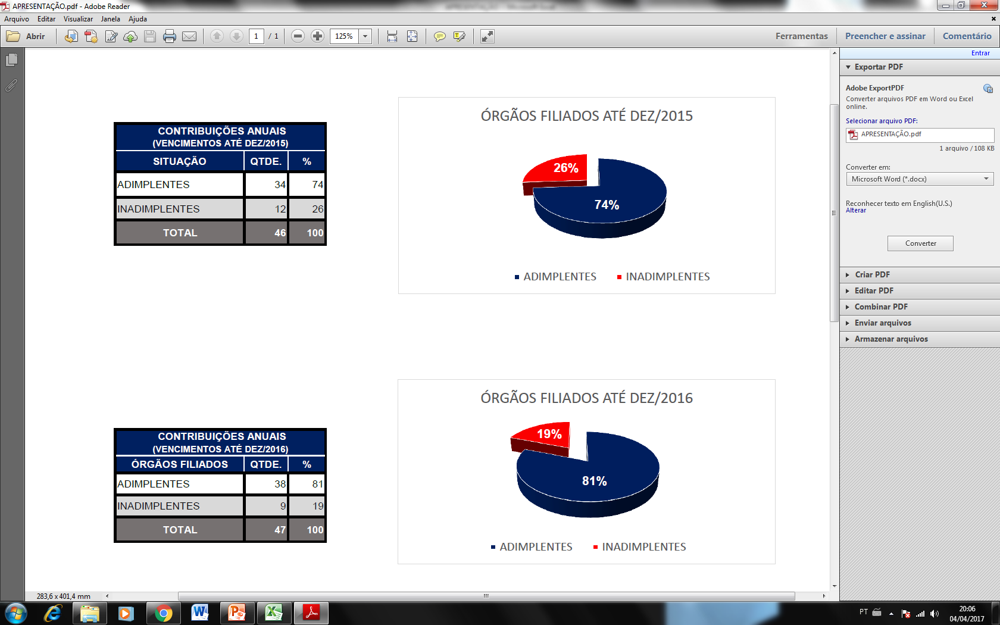 APRESENTAÇÃO.pdf - Adobe Reader
Arquivo Editar Visualizar Janela Ajuda
Abrir
1 / 1
125%
Ferramentas
Preencher e assinar
Comentário
Entrar
Exportar PDF
Adobe ExportPDF
Converter arquivos PDF em Word ou Excel
online.
Selecionar arquivo PDF:
APRESENTAÇÃO.pdf
1 arquivo / 108 KB
Converter em:
Microsoft Word (*.docx)
Reconhecer texto em English(U.S.)
Alterar
Converter
Criar PDF
Editar PDF
Combinar PDF
Enviar arquivos
Armazenar arquivos
CONTRIBUIÇÕES ANUAIS
(VENCIMENTOS ATÉ DEZ/2015)
SITUAÇÃO QTDE. %
ADIMPLENTES 34 74
INADIMPLENTES 12 26
TOTAL 46 100
ÓRGÃOS FILIADOS ATÉ DEZ/2015
26%
74%
ADIMPLENTES INADIMPLENTES
CONTRIBUIÇÕES ANUAIS
(VENCIMENTOS ATÉ DEZ/2016)
ÓRGÃOS FILIADOS QTDE. %
ADIMPLENTES 38 81
INADIMPLENTES 9 19
TOTAL 47 100
ÓRGÃOS FILIADOS ATÉ DEZ/2016
19%
81%
ADIMPLENTES INADIMPLENTES
283,6 x 401,4 mm
PT
20:06
04/04/2017